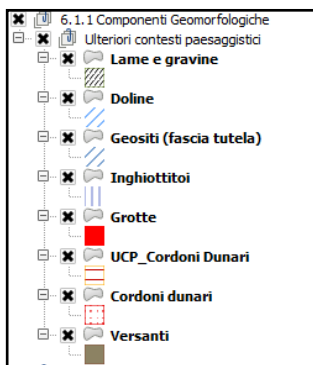 6.1.1 Componenti Geomorfologiche
Ulteriori contesti paesaggistici
Lame e gravine
Doline
Geositi (fascia tutela)
Inghiottitoi
Grotte
UCP_Cordoni Dunari
Cordoni dunari
Versanti